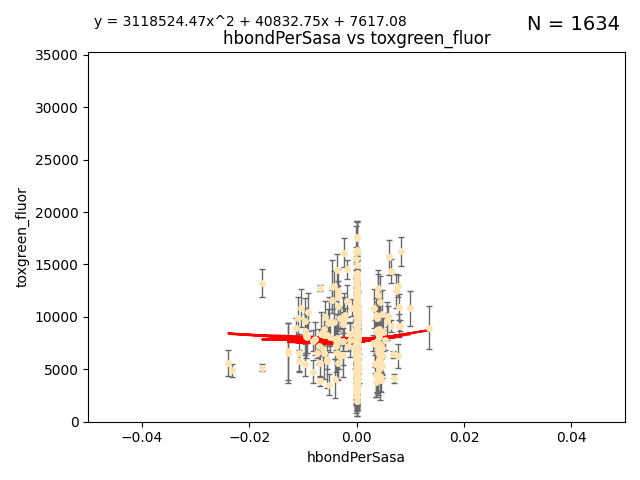 y = 3118524.47x^2 + 40832.75x + 7617.08
N = 1634
hbondPerSasa vs toxgreen_fluor
35000
30000
25000
20000
15000
10000
5000
0
toxgreen_fluor
−0.04
−0.02
0.00
0.02
0.04
hbondPerSasa